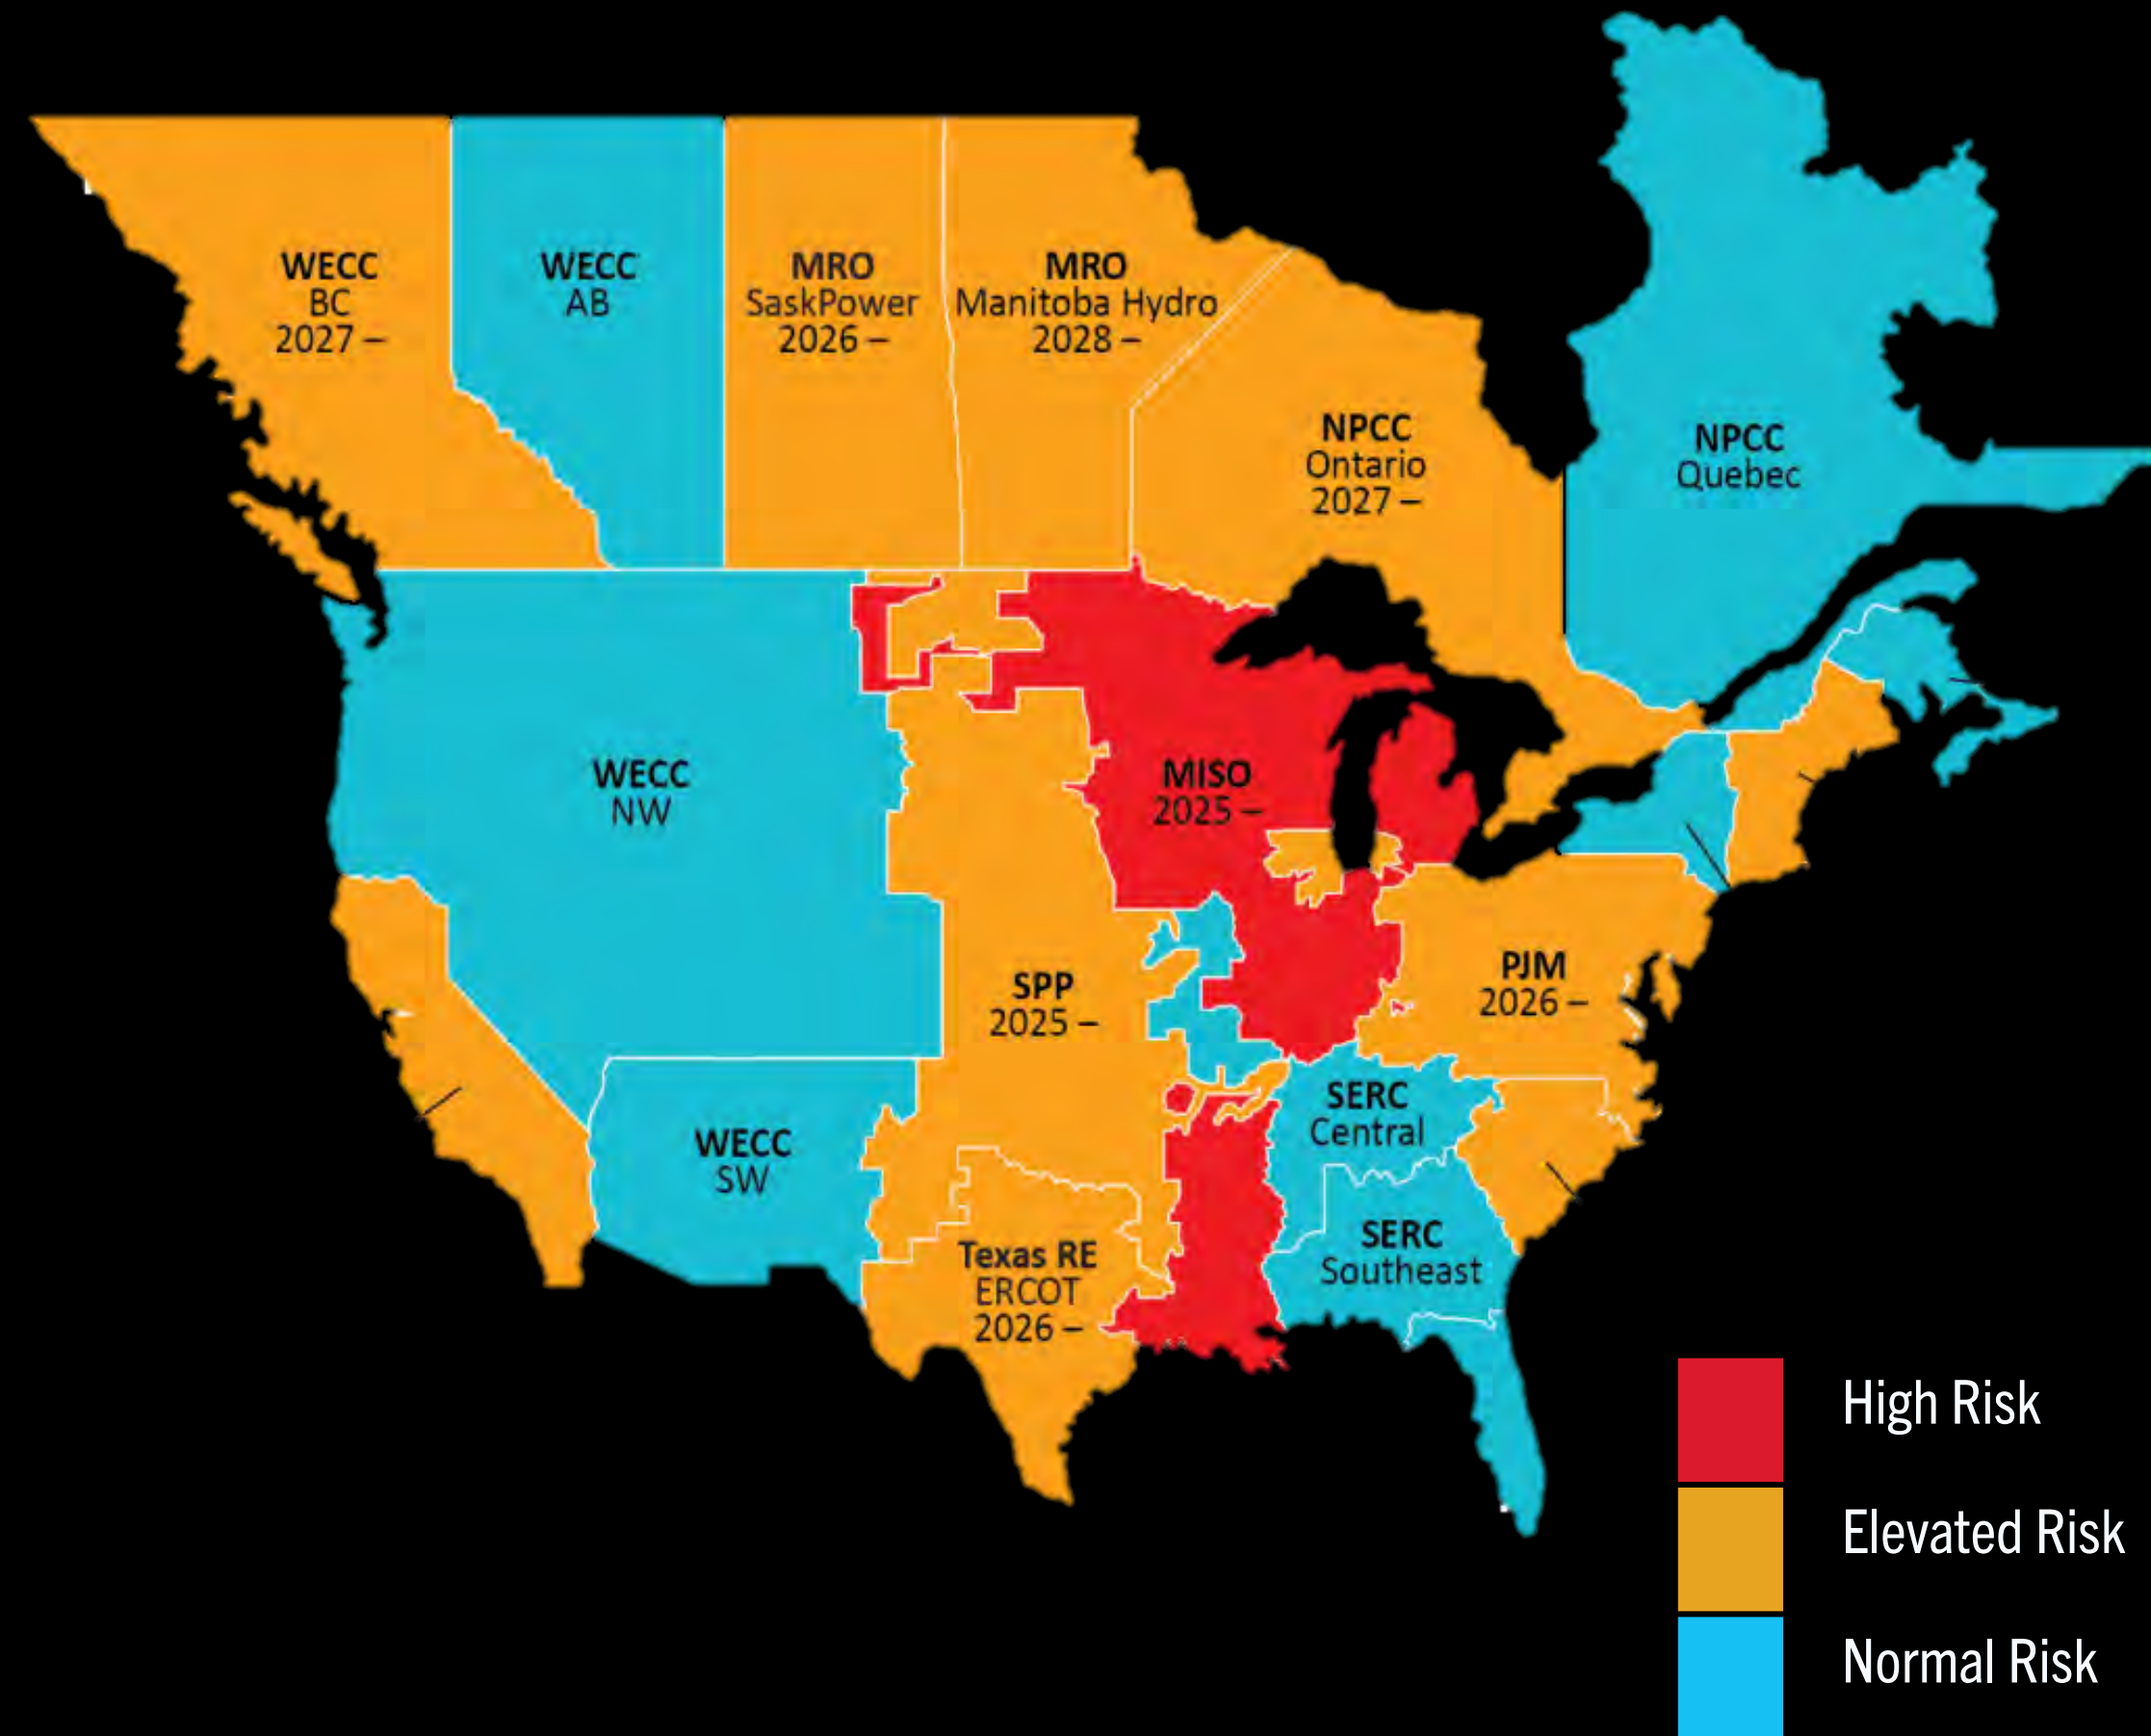 WECC
BC
2027 –
WECC
AB
MRO
SaskPower
2026 –
MRO
Manitoba Hydro
2028 –
NPCC
Ontario
2027 –
NPCC
Quebec
WECC
NW
MISO
2025 –
SPP
2025 –
PJM
2026 –
SERC
Central
WECC
SW
SERC
Southeast
Texas RE
ERCOT
2026 –
High Risk
Elevated Risk
Normal Risk